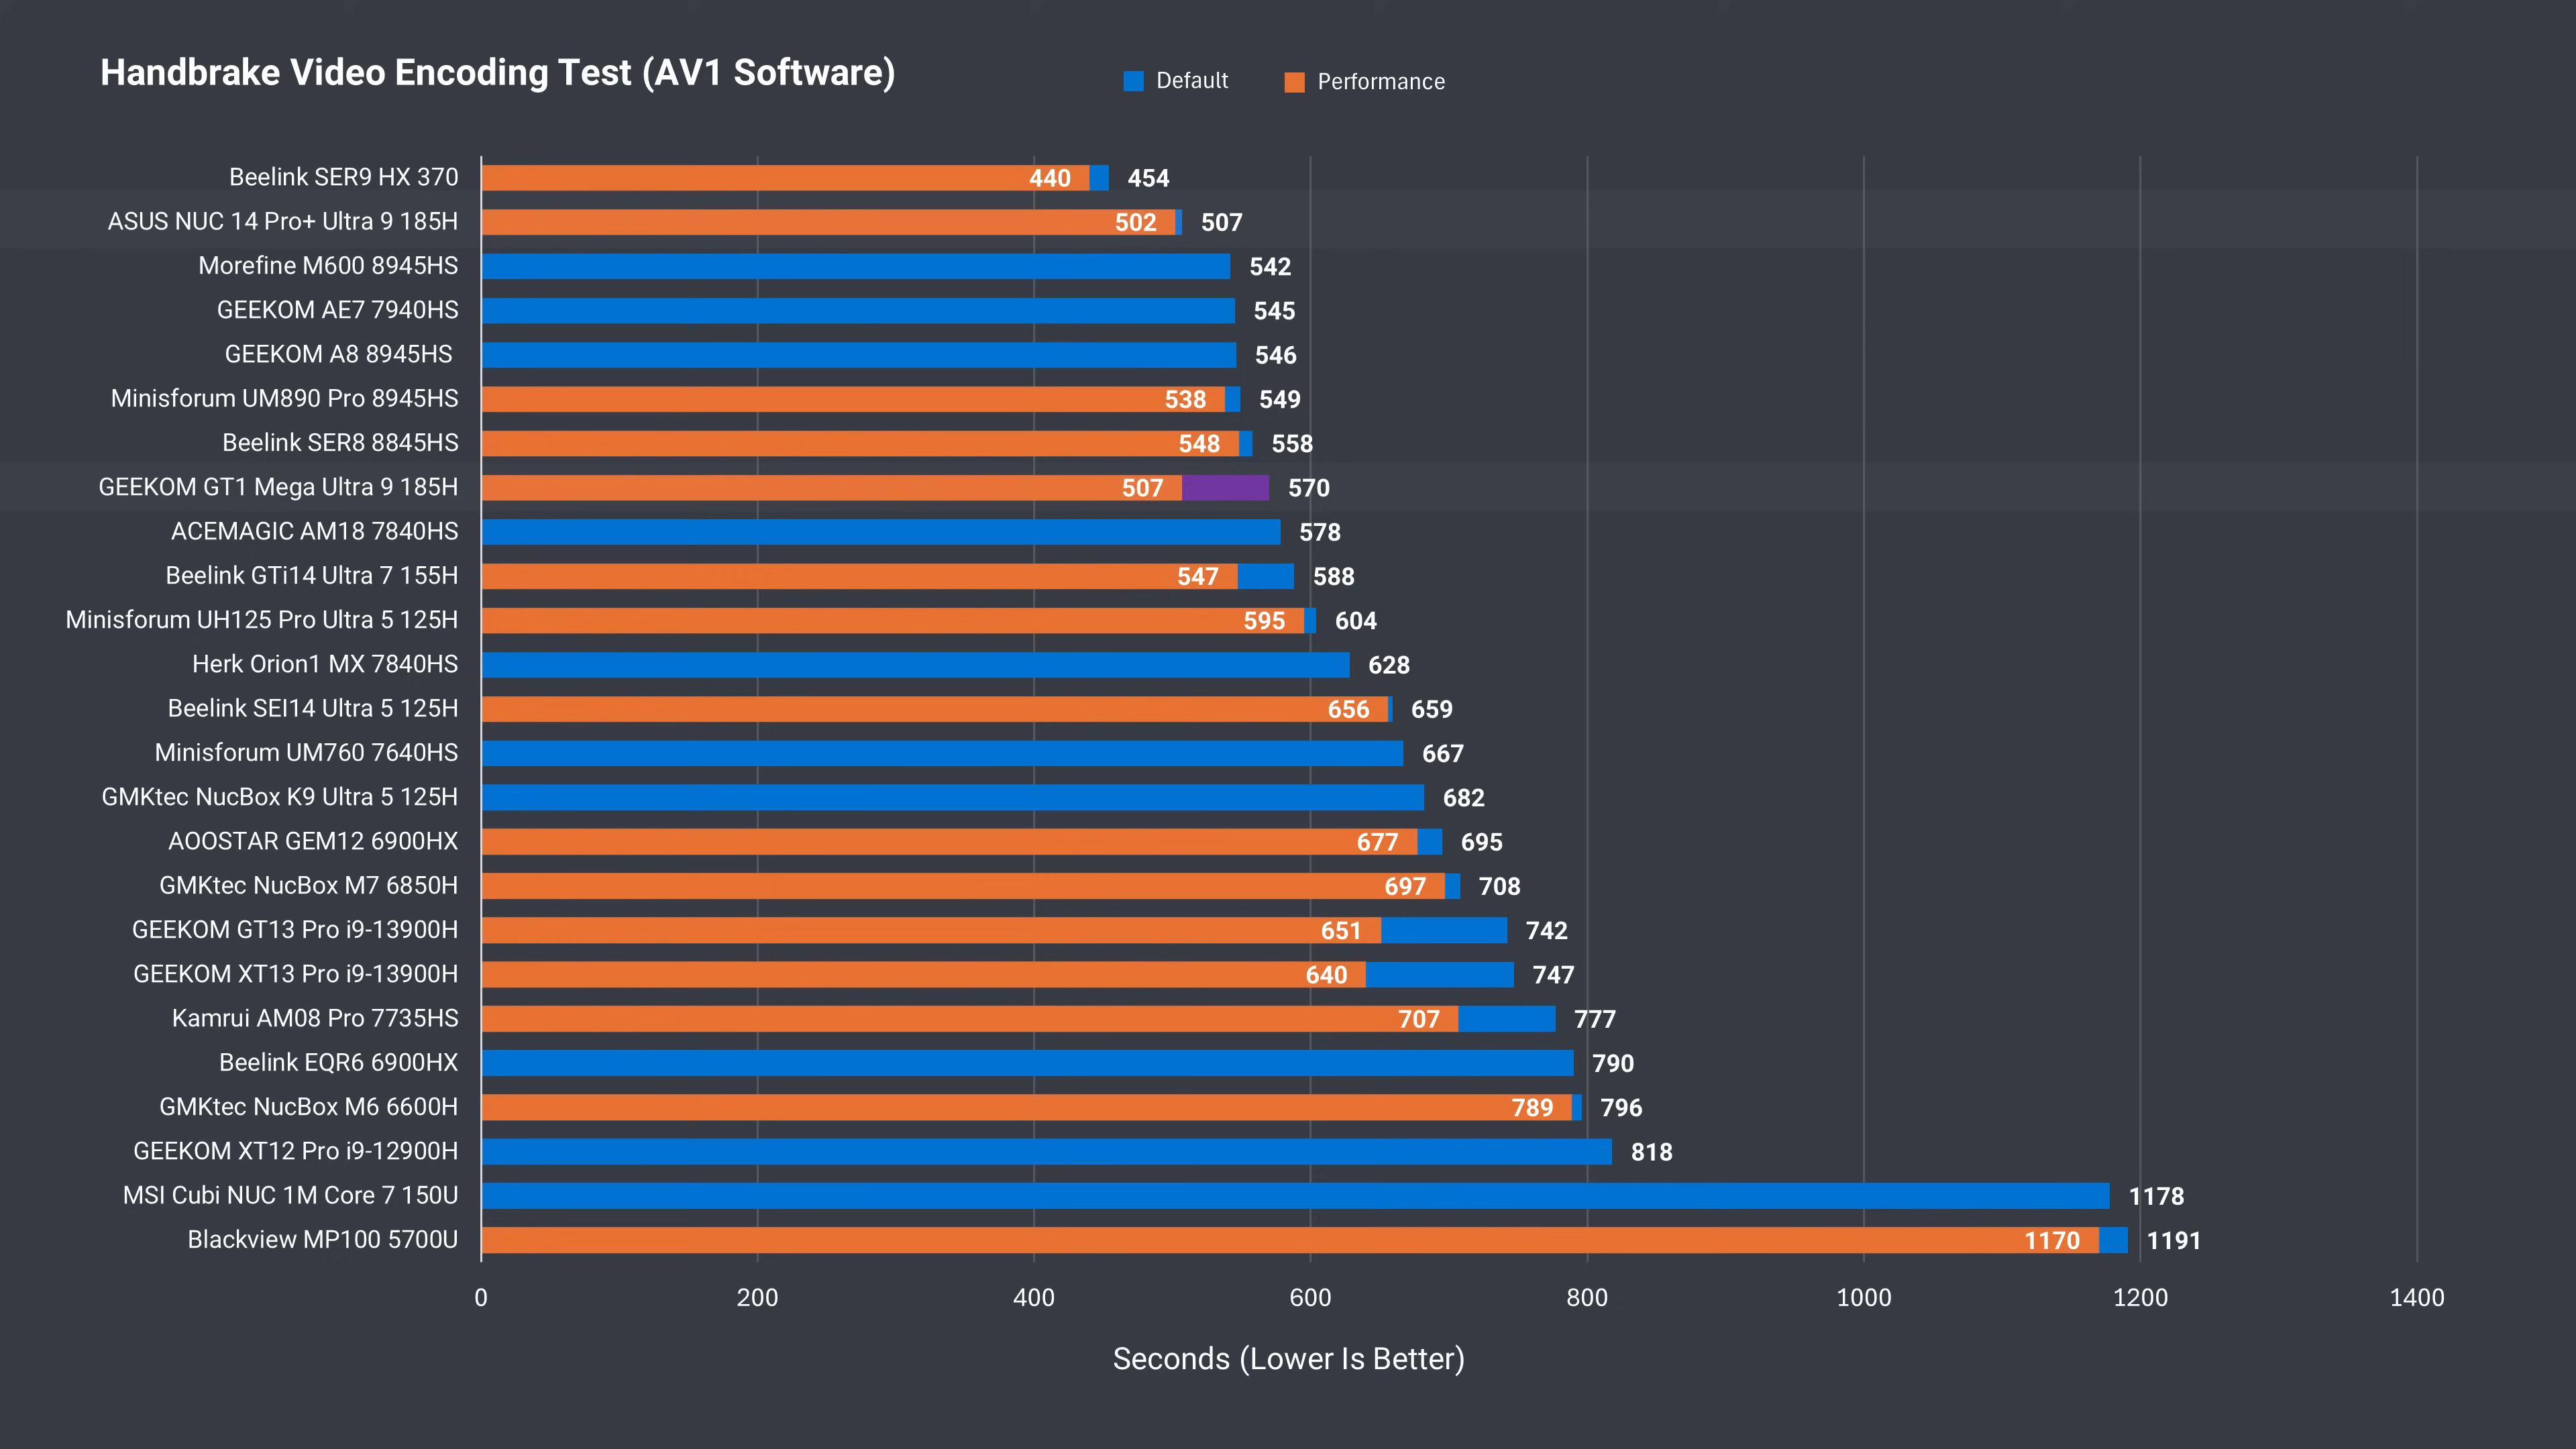 Handbrake Video Encoding Test (AV1 Software)
Default
Performance
Beelink SER9 HX 370 440 454
ASUS NUC 14 Pro+ Ultra 9 185H 502 507
Morefine M600 8945HS 542
GEEKOM AE7 7940HS 545
GEEKOM A8 8945HS 546
Minisforum UM890 Pro 8945HS 538 549
Beelink SER8 8845HS 548 558
GEEKOM GT1 Mega Ultra 9 185H 507 570
ACEMAGIC AM18 7840HS 578
Beelink GTi14 Ultra 7 155H 547 588
Minisforum UH125 Pro Ultra 5 125H 595 604
Herk Orion1 MX 7840HS 628
Beelink SEI14 Ultra 5 125H 656 659
Minisforum UM760 7640HS 667
GMKtec NucBox K9 Ultra 5 125H 682
AOOSTAR GEM12 6900HX 677 695
GMKtec NucBox M7 6850H 697 708
GEEKOM GT13 Pro i9-13900H 651 742
GEEKOM XT13 Pro i9-13900H 640 747
Kamrui AM08 Pro 7735HS 707 777
Beelink EQR6 6900HX 790
GMKtec NucBox M6 6600H 789 796
GEEKOM XT12 Pro i9-12900H 818
MSI Cubi NUC 1M Core 7 150U 1178
Blackview MP100 5700U 1170 1191
0 200 400 600 800 1000 1200 1400
Seconds (Lower Is Better)